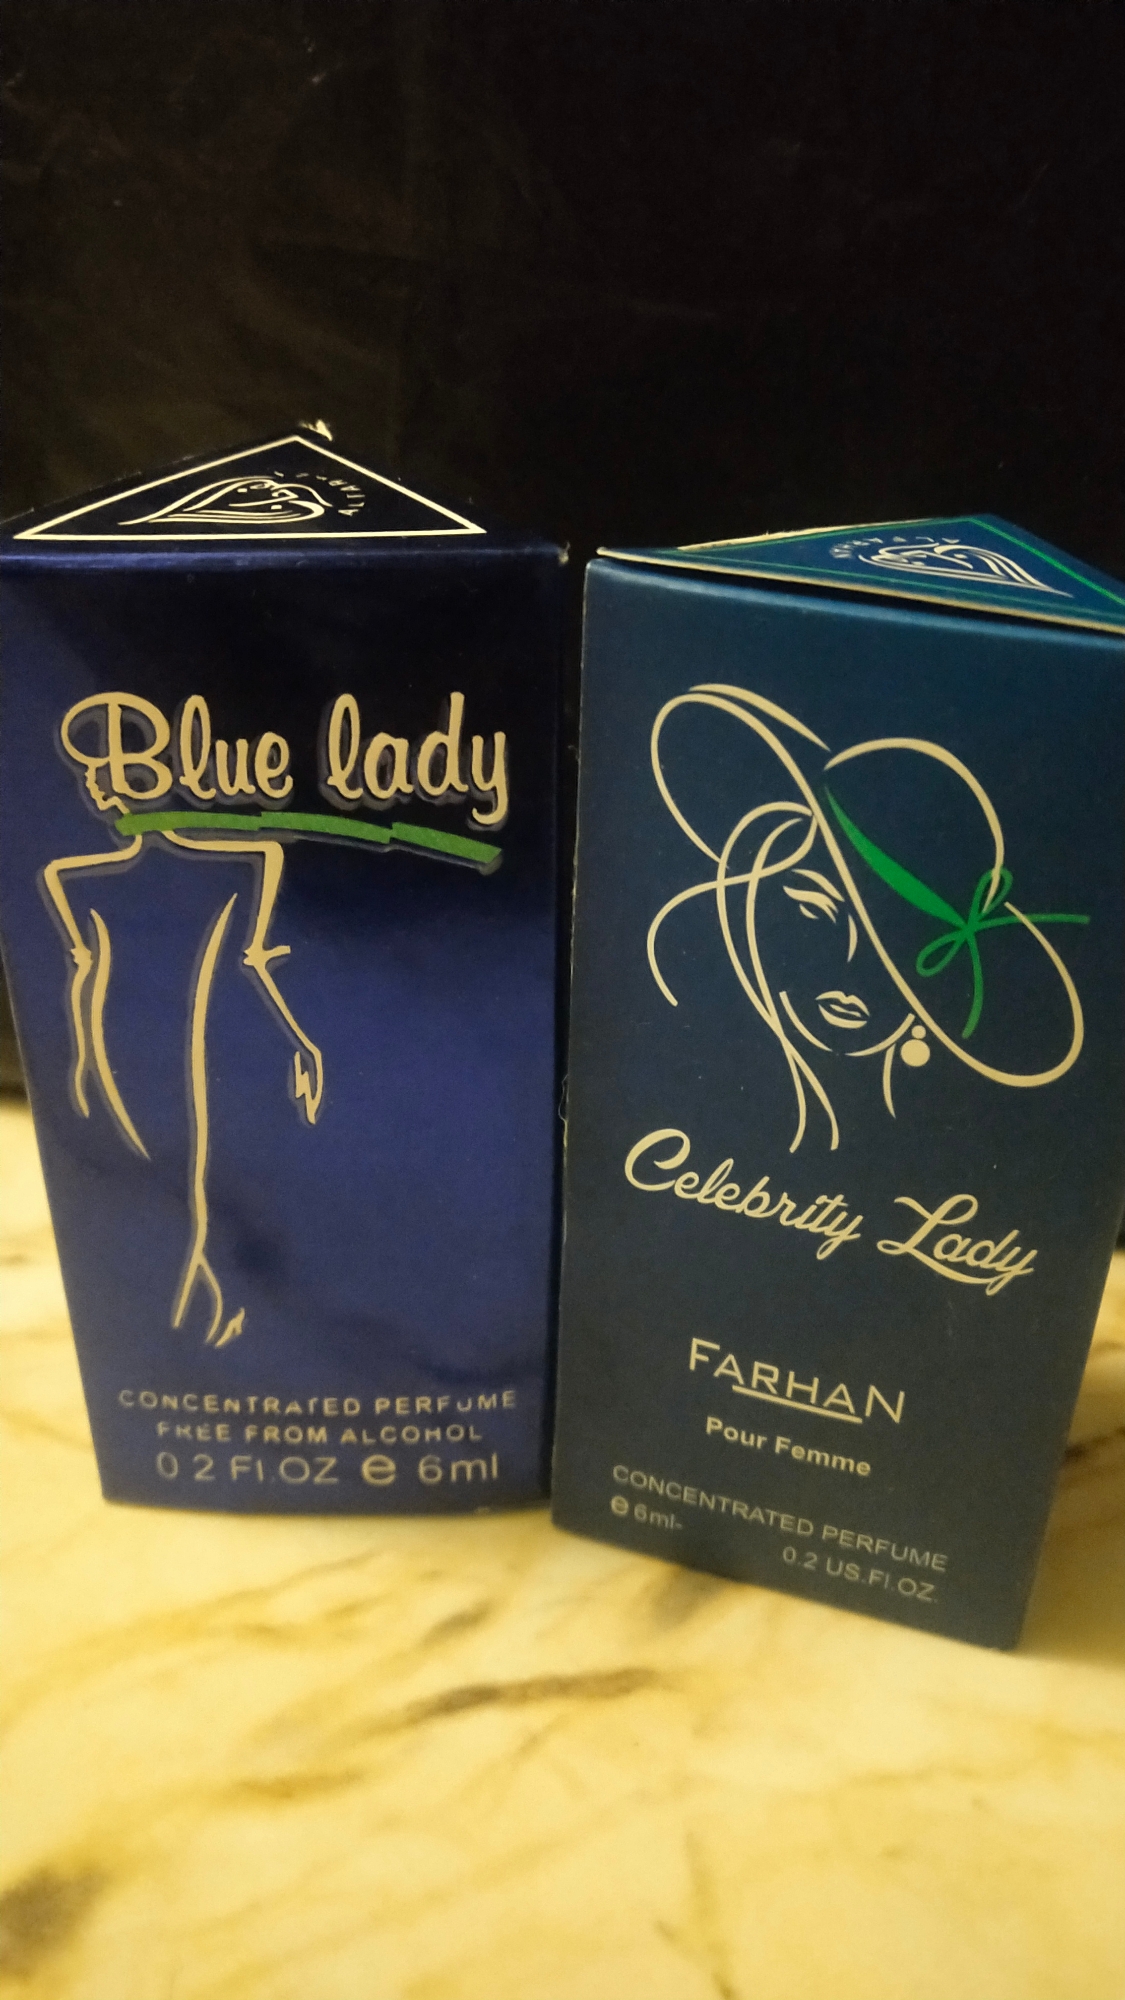 Blue lady
CONCENTRATED PERFUME
FREE FROM ALCOHOL
0 2 Fl.OZ e 6ml
Celebrity Lady
FARHAN
Pour Femme
CONCENTRATED PERFUME
e 6ml-
0.2 US.Fl.OZ.